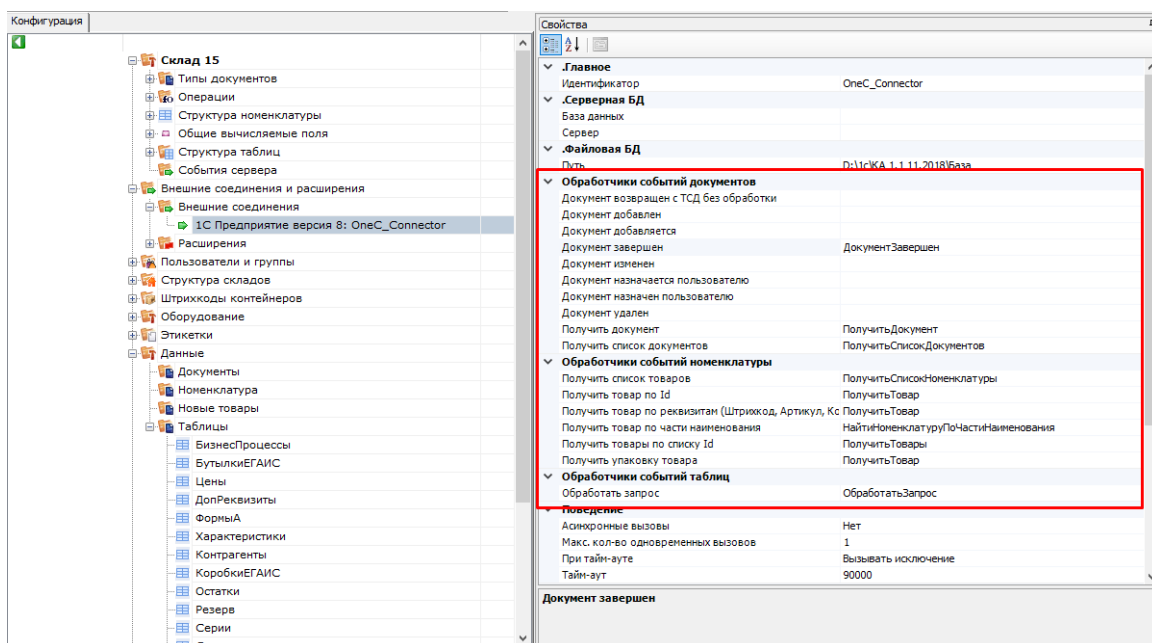 Конфигурация
Склад 15
Типы документов
Операции
Структура номенклатуры
Общие вычисляемые поля
Структура таблиц
События сервера
Внешние соединения и расширения
Внешние соединения
1С Предприятие версия 8: OneC_Connector
Расширения
Пользователи и группы
Структура складов
Штрихкоды контейнеров
Оборудование
Этикетки
Данные
Документы
Номенклатура
Новые товары
Таблицы
БизнесПроцессы
БутылкиЕГАИС
Цены
ДопРеквизиты
ФормыА
Характеристики
Контрагенты
КоробкиЕГАИС
Остатки
Резерв
Серии
Свойства
.Главное
Идентификатор OneC_Connector
.Серверная БД
База данных
Сервер
.Файловая БД
Путь D:\1c\КА 1.1 11.2018\База
Обработчики событий документов
Документ возвращен с ТСД без обработки
Документ добавлен
Документ добавляется
Документ завершен ДокументЗавершен
Документ изменен
Документ назначается пользователю
Документ назначен пользователю
Документ удален
Получить документ ПолучитьДокумент
Получить список документов ПолучитьСписокДокументов
Обработчики событий номенклатуры
Получить список товаров ПолучитьСписокНоменклатуры
Получить товар по Id ПолучитьТовар
Получить товар по реквизитам (Штрихкод, Артикул, Ко ПолучитьТовар
Получить товар по части наименования НайтиНоменклатуруПоЧастиНаименования
Получить товары по списку Id ПолучитьТовары
Получить упаковку товара ПолучитьТовар
Обработчики событий таблиц
Обработать запрос ОбработатьЗапрос
Поведение
Асинхронные вызовы Нет
Макс. кол-во одновременных вызовов 1
При тайм-ауте Вызывать исключение
Тайм-аут 90000
Документ завершен